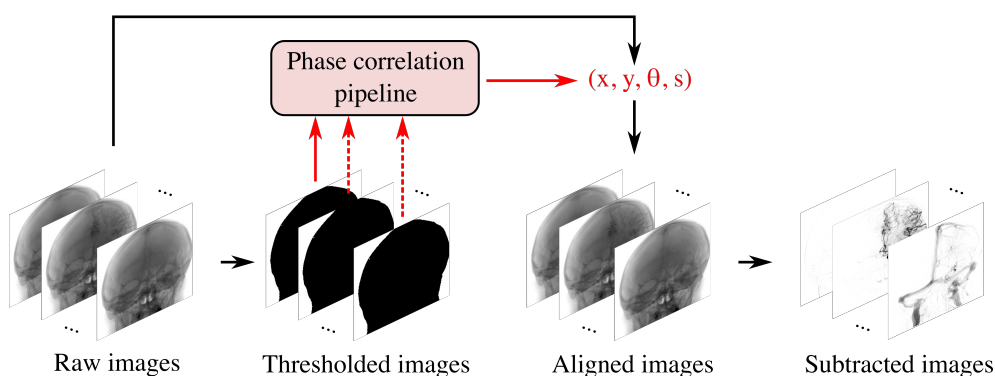 Phase correlation
pipeline
(x, y, θ, s)
...
...
...
...
...
...
...
...
Raw images
Thresholded images
Aligned images
Subtracted images